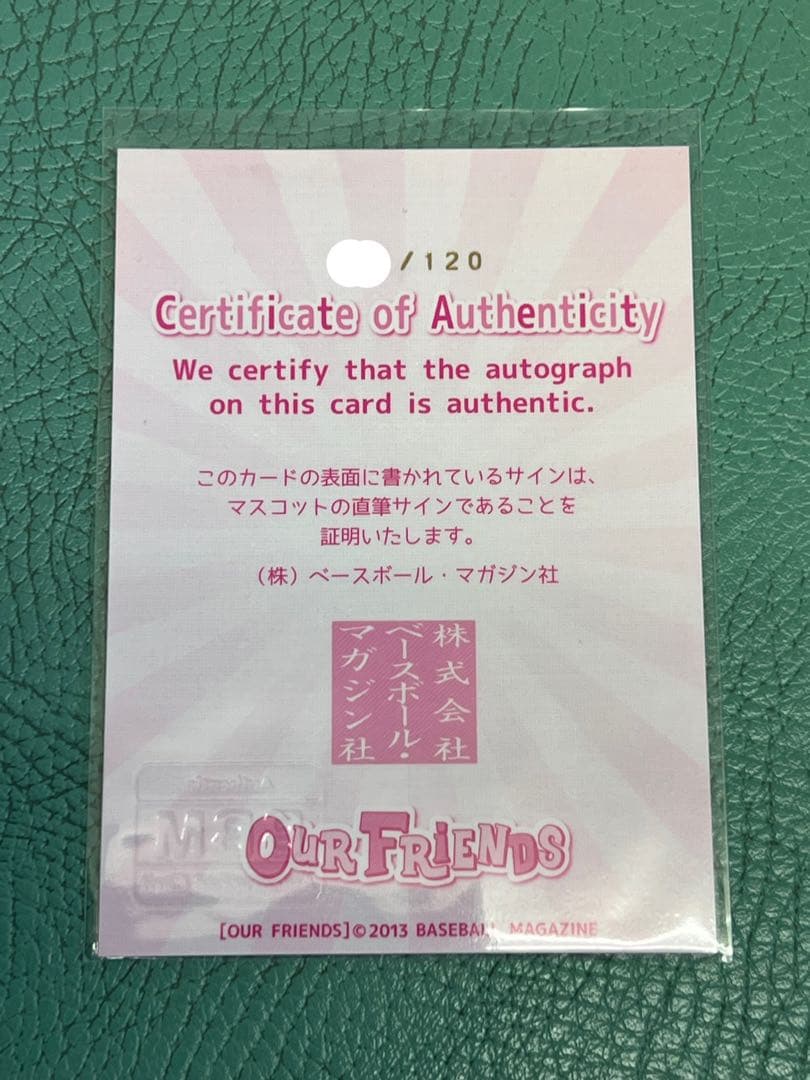 /120
Certificate of Authenticity
We certify that the autograph
on this card is authentic.
このカードの表面に書かれているサインは、
マスコットの直筆サインであることを
証明いたします。
（株）ベースボール・マガジン社
株式会社
ベースボール・
マガジン社
OUR FRIENDS
[OUR FRIENDS]©2013 BASEBALL MAGAZINE